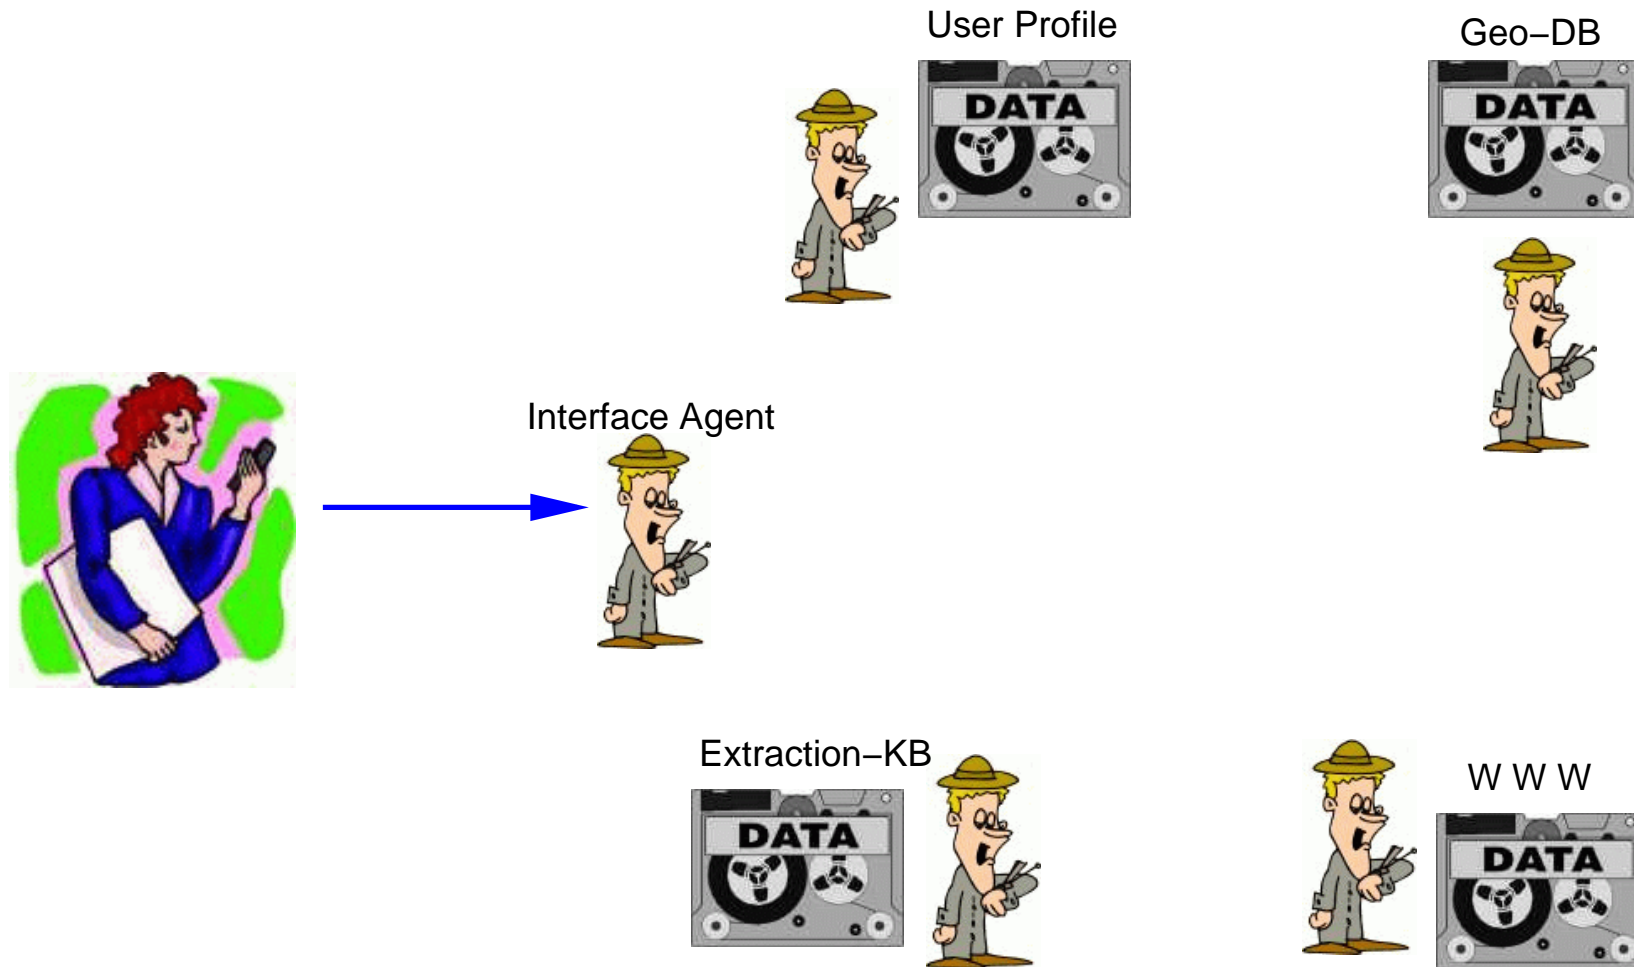 User Profile
Geo–DB
DATA
DATA
Interface Agent
Extraction–KB
W W W
DATA
DATA